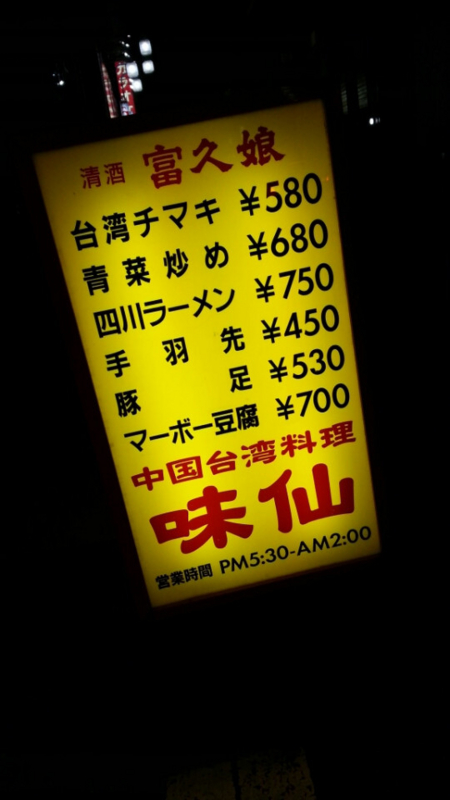 清酒 富久娘
台湾チマキ ¥580
青菜炒め ¥680
四川ラーメン ¥750
手羽先 ¥450
豚足 ¥530
マーボー豆腐 ¥700
中国台湾料理
味仙
営業時間 PM5:30-AM2:00